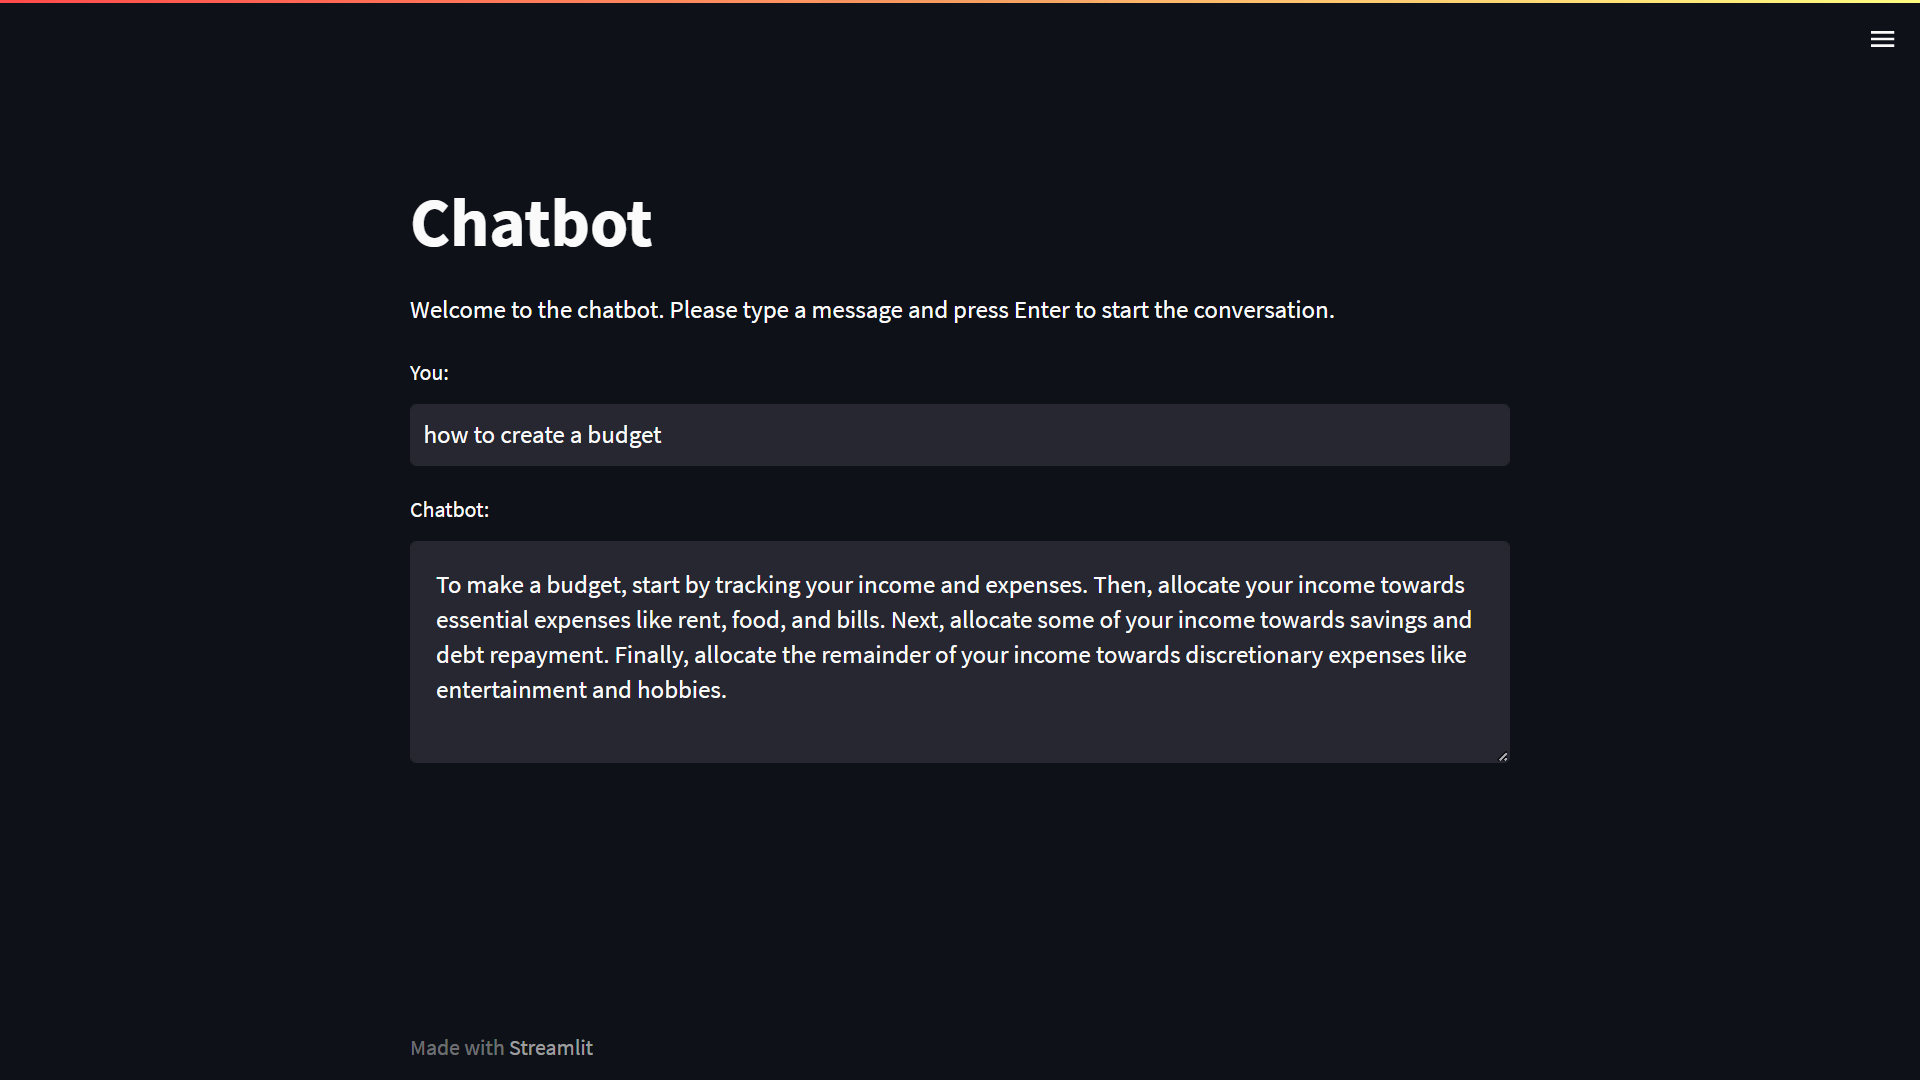 Chatbot
Welcome to the chatbot. Please type a message and press Enter to start the conversation.
You:
how to create a budget
Chatbot:
To make a budget, start by tracking your income and expenses. Then, allocate your income towards
essential expenses like rent, food, and bills. Next, allocate some of your income towards savings and
debt repayment. Finally, allocate the remainder of your income towards discretionary expenses like
entertainment and hobbies.
Made with Streamlit